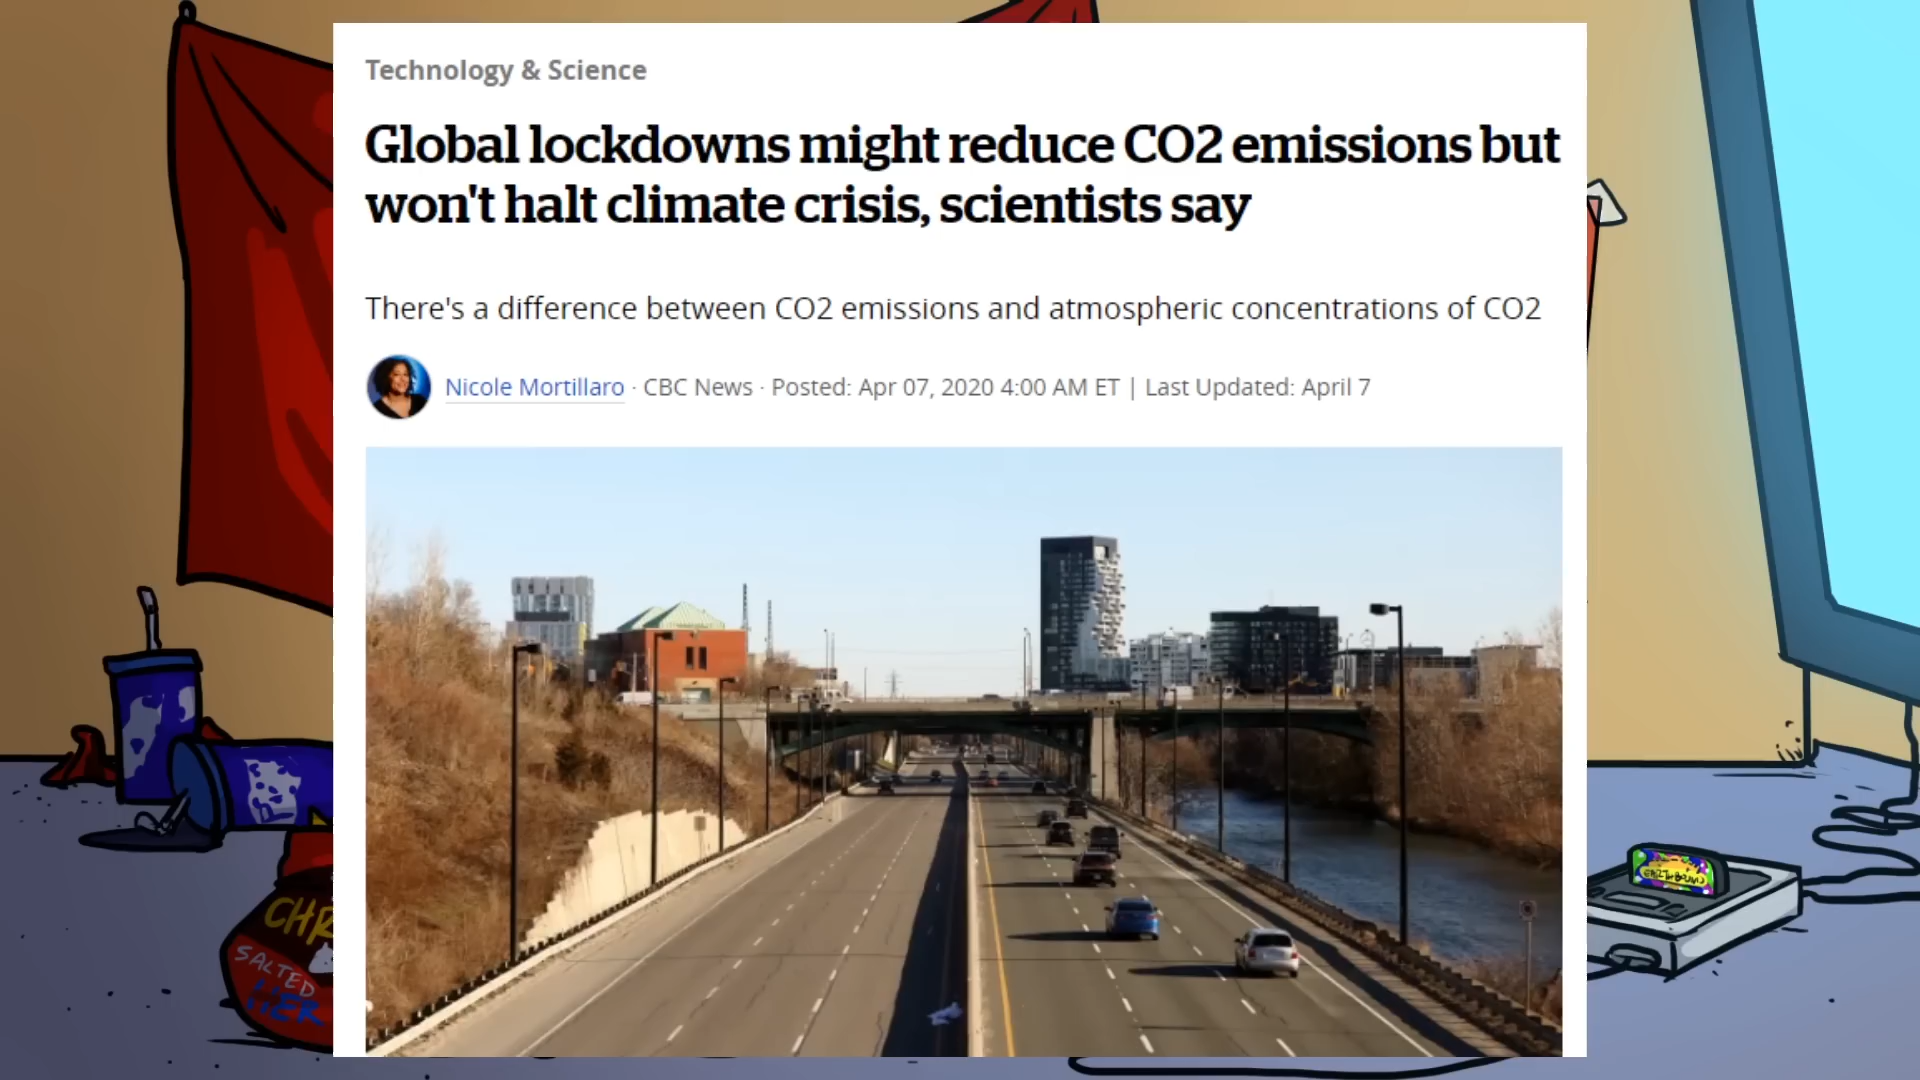 Technology & Science
Global lockdowns might reduce CO2 emissions but
won't halt climate crisis, scientists say
There's a difference between CO2 emissions and atmospheric concentrations of CO2
Nicole Mortillaro · CBC News · Posted: Apr 07, 2020 4:00 AM ET | Last Updated: April 7
SALTED
EARTHBOUND